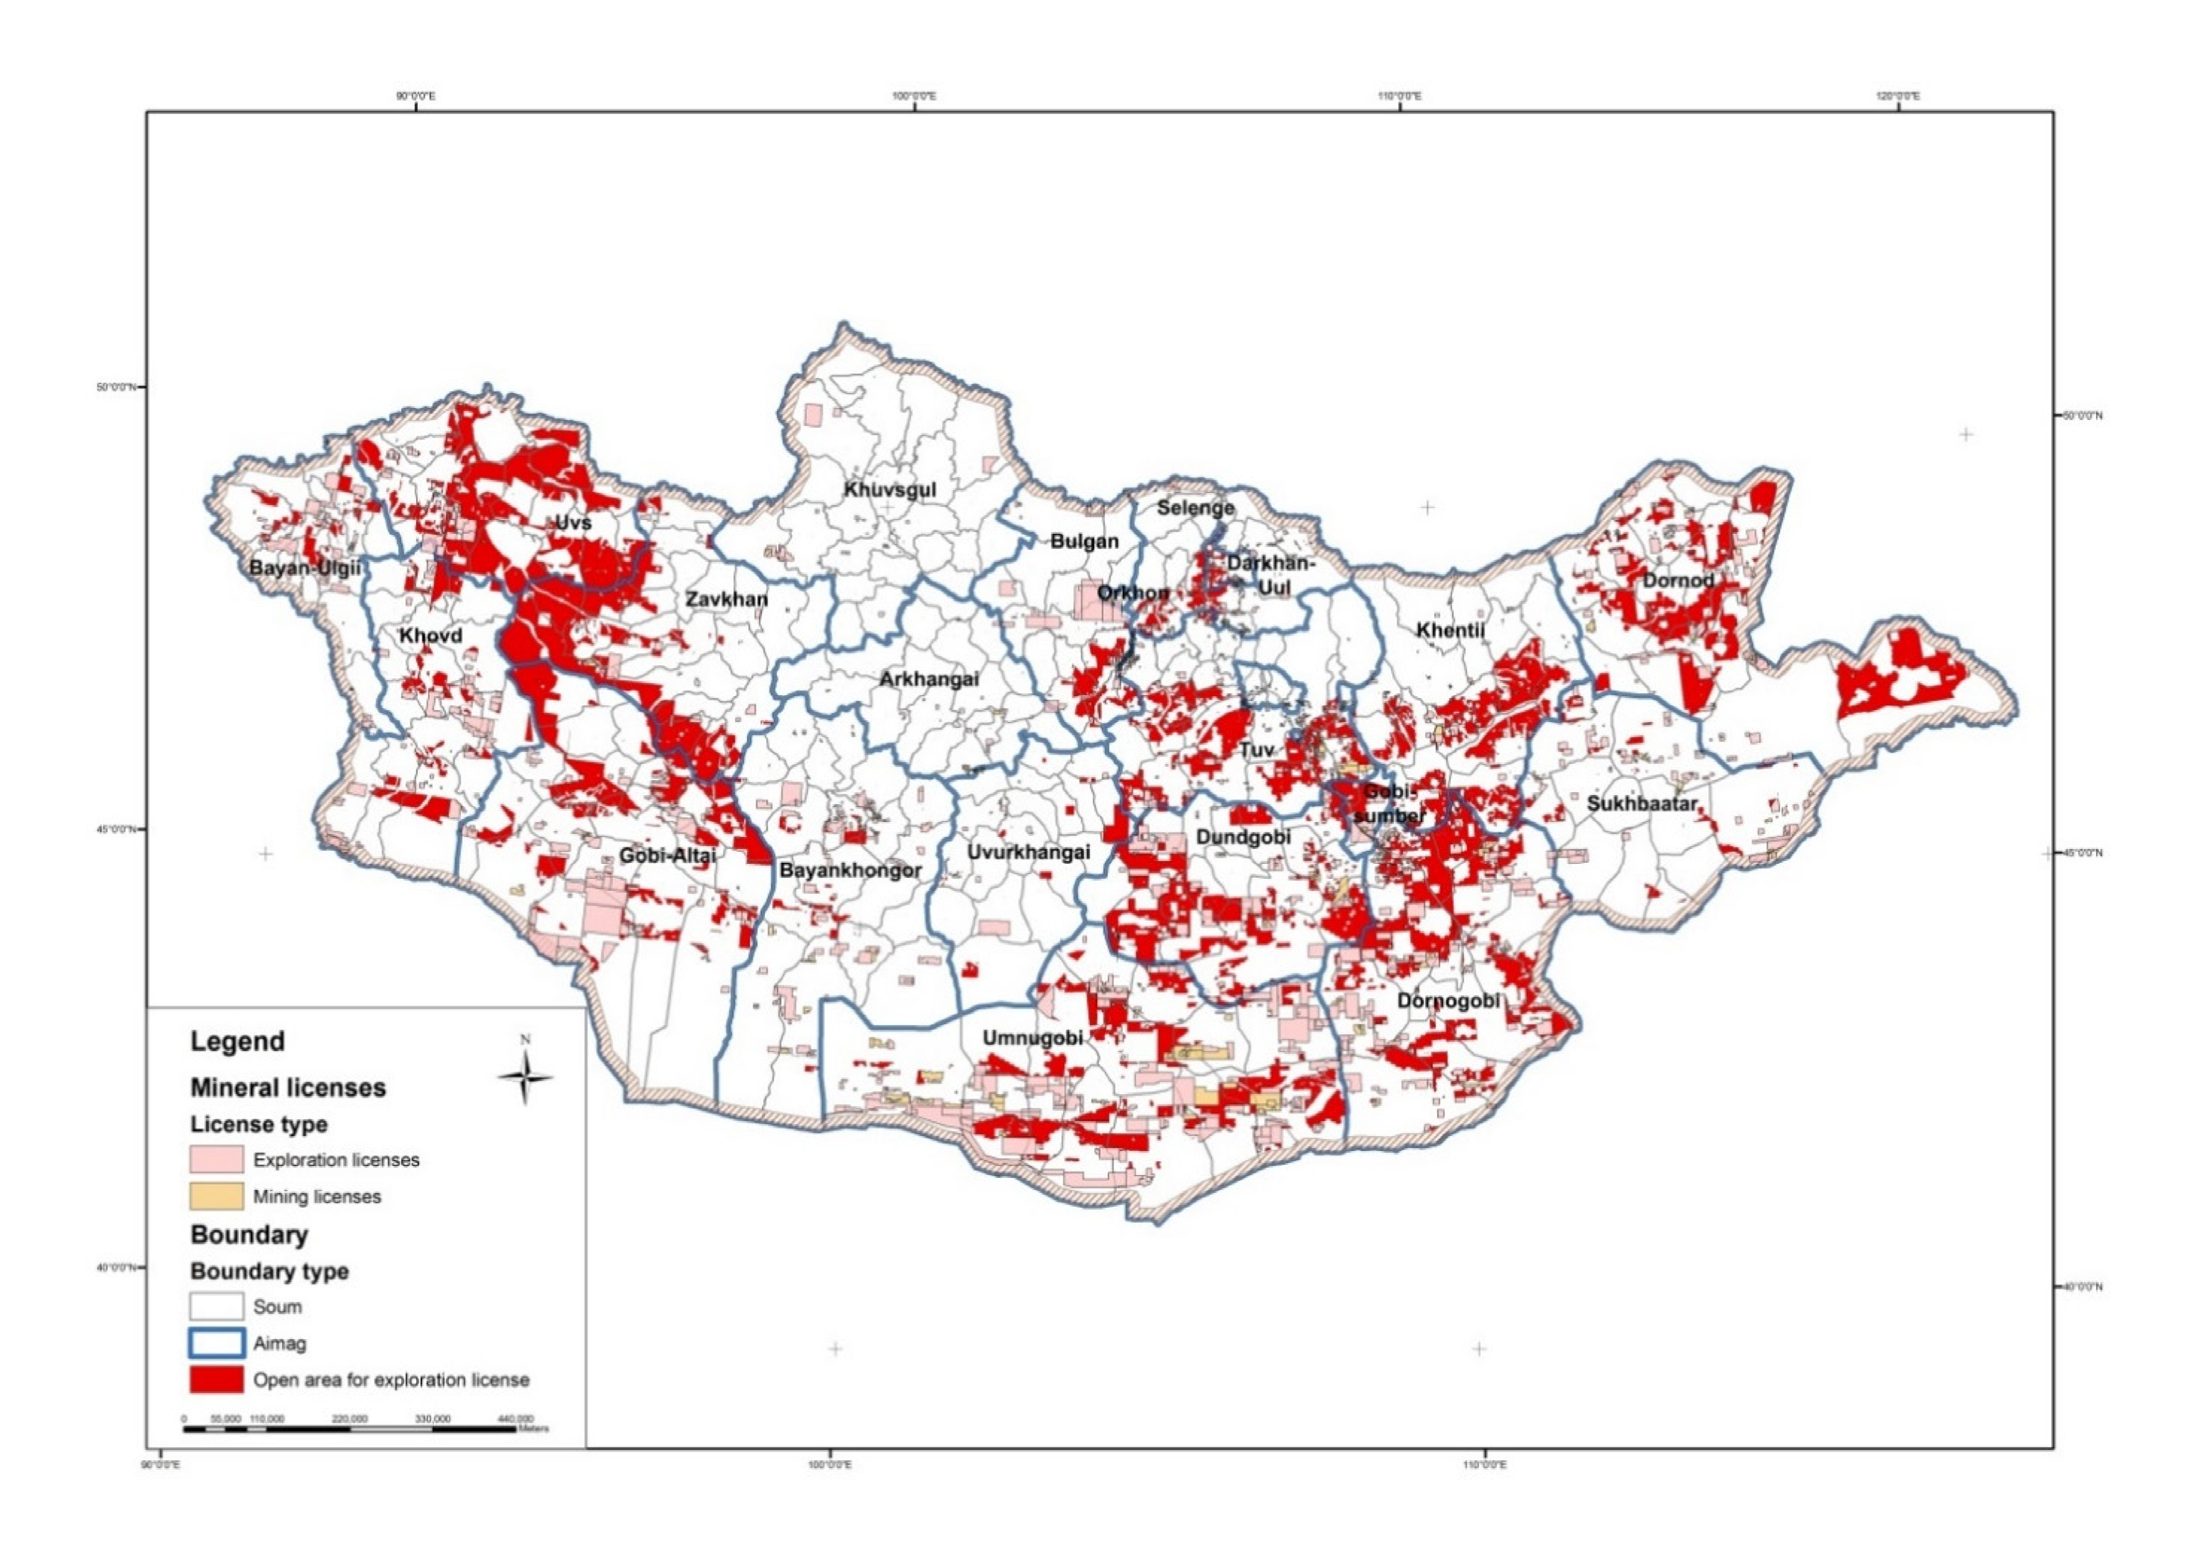 90°0'0"E 100°0'0"E 110°0'0"E 120°0'0"E
50°0'0"N
50°0'0"N
Khuvsgul
Selenge
Uvs
Bulgan
Darkhan-
Uul
Bayan-Ulgii
Dornod
Orkhon
Zavkhan
Khovd
Khentii
Arkhangai
Tuv
Gobi-
sumber
Sukhbaatar
45°0'0"N
Dundgobi
Gobi-Altai
Uvurkhangai
45°0'0"N
Bayankhongor
Dornogobi
Umnugobi
Legend
N
Mineral licenses
License type
Exploration licenses
Mining licenses
Boundary
Boundary type
40°0'0"N
40°0'0"N
Soum
Aimag
Open area for exploration license
0 55,000 110,000 220,000 330,000 440,000
Meters
90°0'0"E 100°0'0"E 110°0'0"E